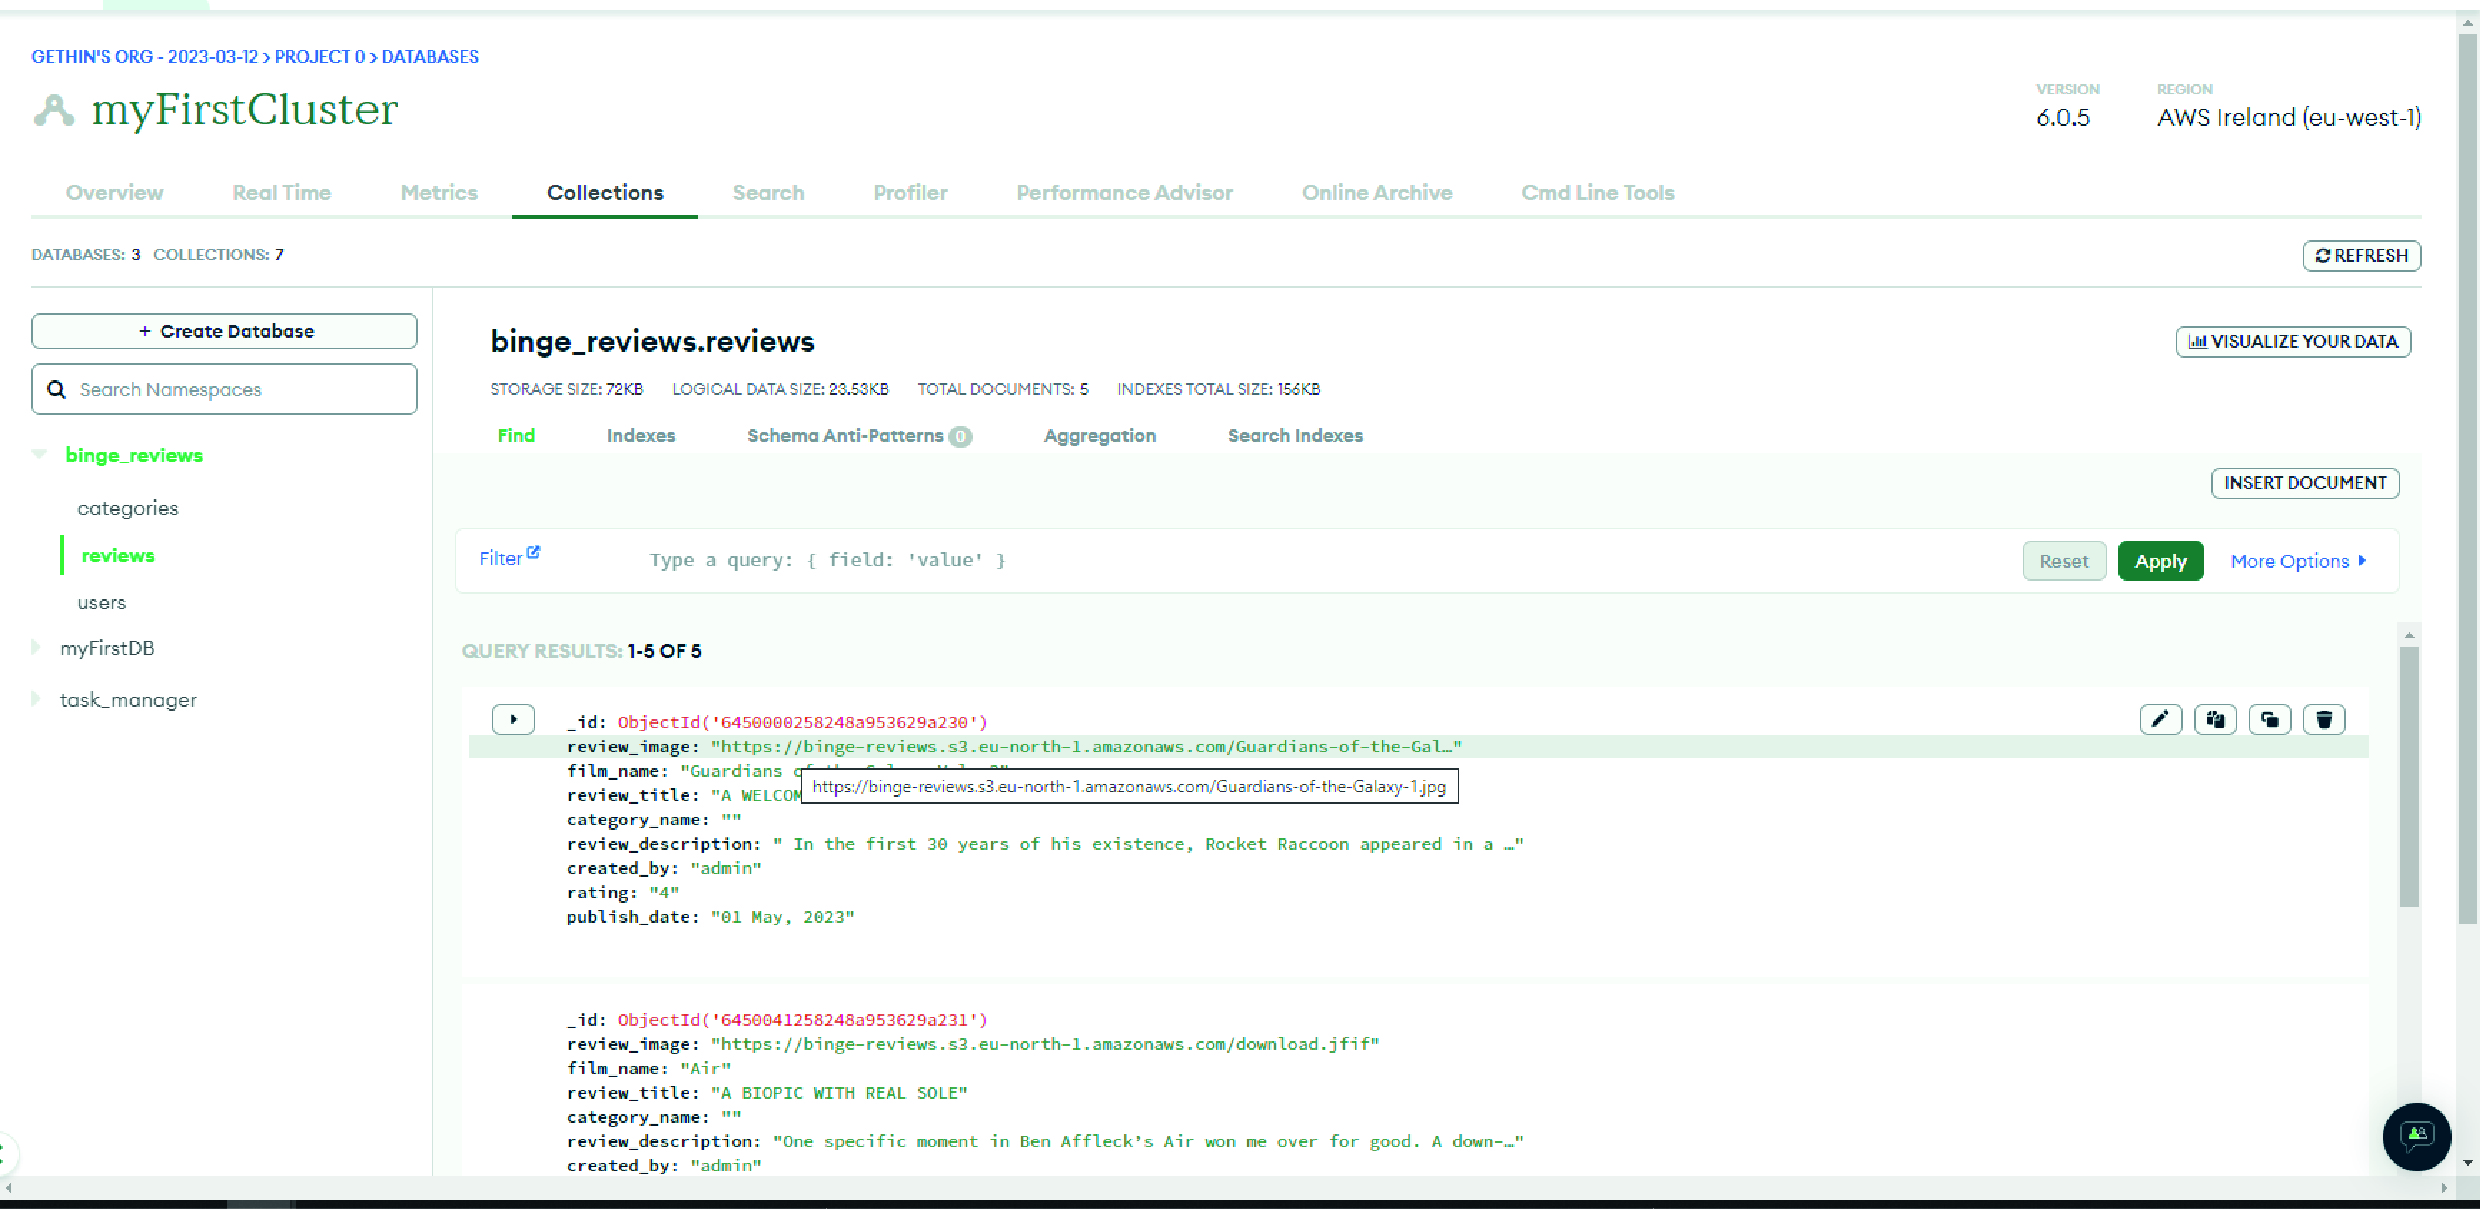 GETHIN'S ORG - 2023-03-12 > PROJECT 0 > DATABASES
myFirstCluster
VERSION
6.0.5
REGION
AWS Ireland (eu-west-1)
Overview Real Time Metrics Collections Search Profiler Performance Advisor Online Archive Cmd Line Tools
DATABASES: 3 COLLECTIONS: 7
REFRESH
+ Create Database
Search Namespaces
binge_reviews
categories
reviews
users
myFirstDB
task_manager
binge_reviews.reviews
VISUALIZE YOUR DATA
STORAGE SIZE: 72KB LOGICAL DATA SIZE: 23.53KB TOTAL DOCUMENTS: 5 INDEXES TOTAL SIZE: 156KB
Find Indexes Schema Anti-Patterns 0 Aggregation Search Indexes
INSERT DOCUMENT
Filter Type a query: { field: 'value' } Reset Apply More Options
QUERY RESULTS: 1-5 OF 5
_id: ObjectId('6450000258248a953629a230')
review_image: "https://binge-reviews.s3.eu-north-1.amazonaws.com/Guardians-of-the-Gal…"
film_name: "Guardians
https://binge-reviews.s3.eu-north-1.amazonaws.com/Guardians-of-the-Galaxy-1.jpg
review_title: "A WELCOM
category_name: ""
review_description: " In the first 30 years of his existence, Rocket Raccoon appeared in a …"
created_by: "admin"
rating: "4"
publish_date: "01 May, 2023"
_id: ObjectId('6450041258248a953629a231')
review_image: "https://binge-reviews.s3.eu-north-1.amazonaws.com/download.jfif"
film_name: "Air"
review_title: "A BIOPIC WITH REAL SOLE"
category_name: ""
review_description: "One specific moment in Ben Affleck's Air won me over for good. A down-…"
created_by: "admin"